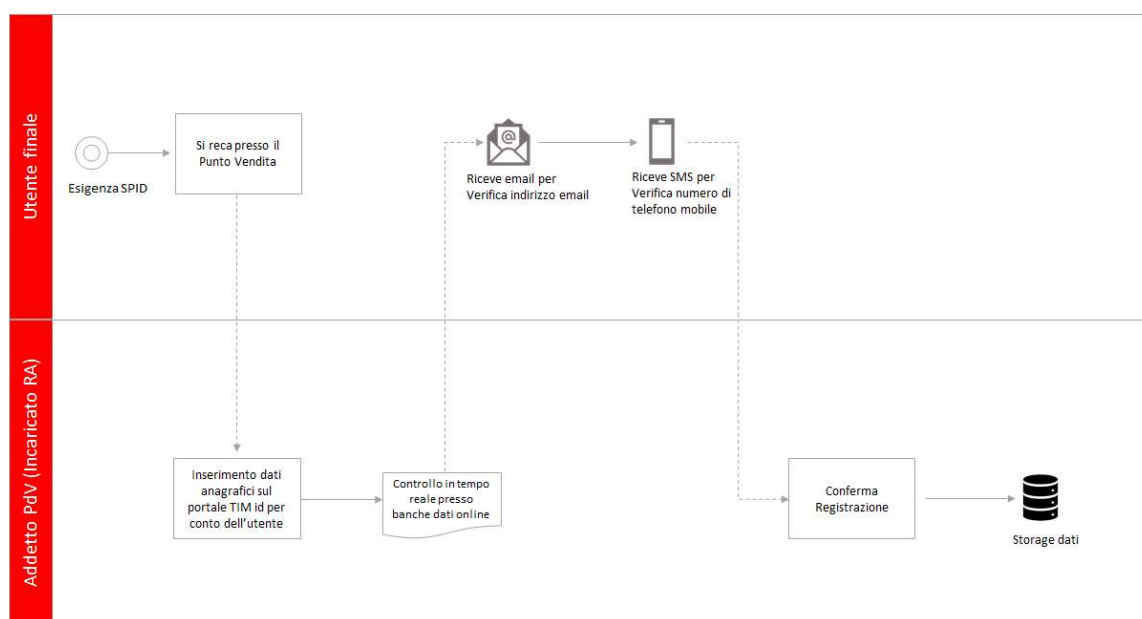 Utente finale
Esigenza SPID
Si reca presso il
Punto Vendita
@
Riceve email per
Verifica indirizzo email
Riceve SMS per
Verifica numero di
telefono mobile
Addetto PdV (Incaricato RA)
Inserimento dati
anagrafici sul
portale TIM id per
conto dell'utente
Controllo in tempo
reale presso
banche dati online
Conferma
Registrazione
Storage dati